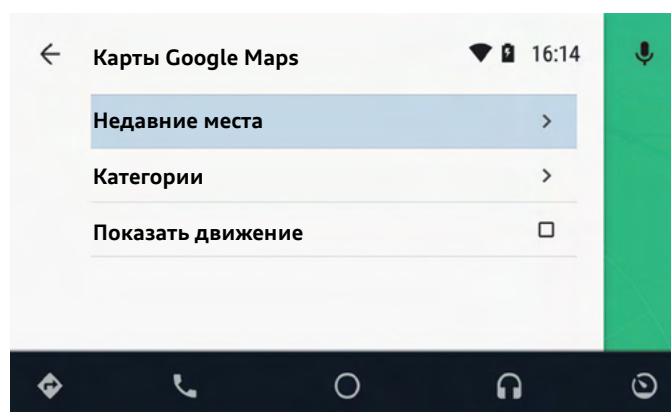 Карты Google Maps 16:14
Недавние места
Категории
Показать движение